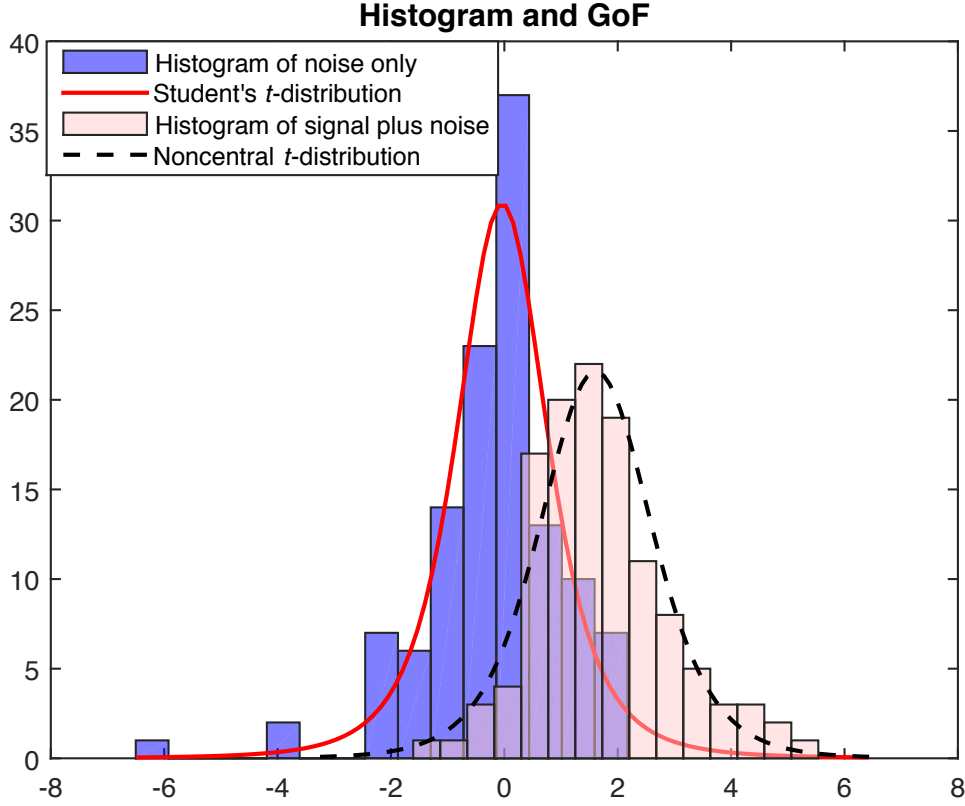 Histogram and GoF
Histogram of noise only
Student's t-distribution
Histogram of signal plus noise
Noncentral t-distribution
40
35
30
25
20
15
10
5
0
-8 -6 -4 -2 0 2 4 6 8